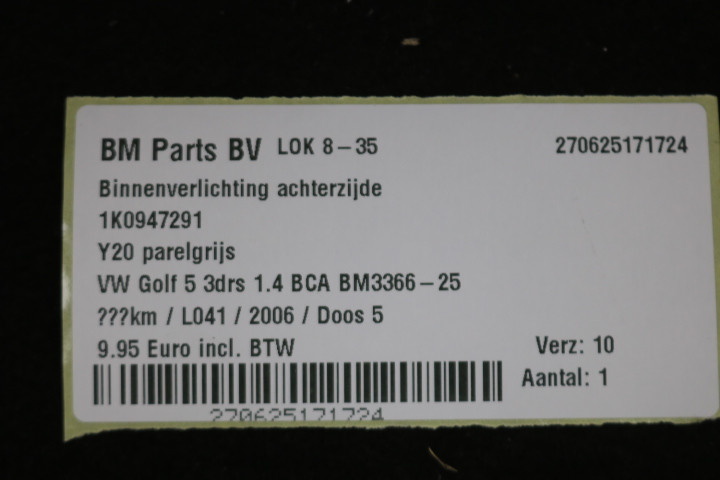 BM Parts BV LOK 8-35 270625171724
Binnenverlichting achterzijde
1K0947291
Y20 parelgrijs
VW Golf 5 3drs 1.4 BCA BM3366-25
???km / L041 / 2006 / Doos 5
9.95 Euro incl. BTW Verz: 10
Aantal: 1
270625171724